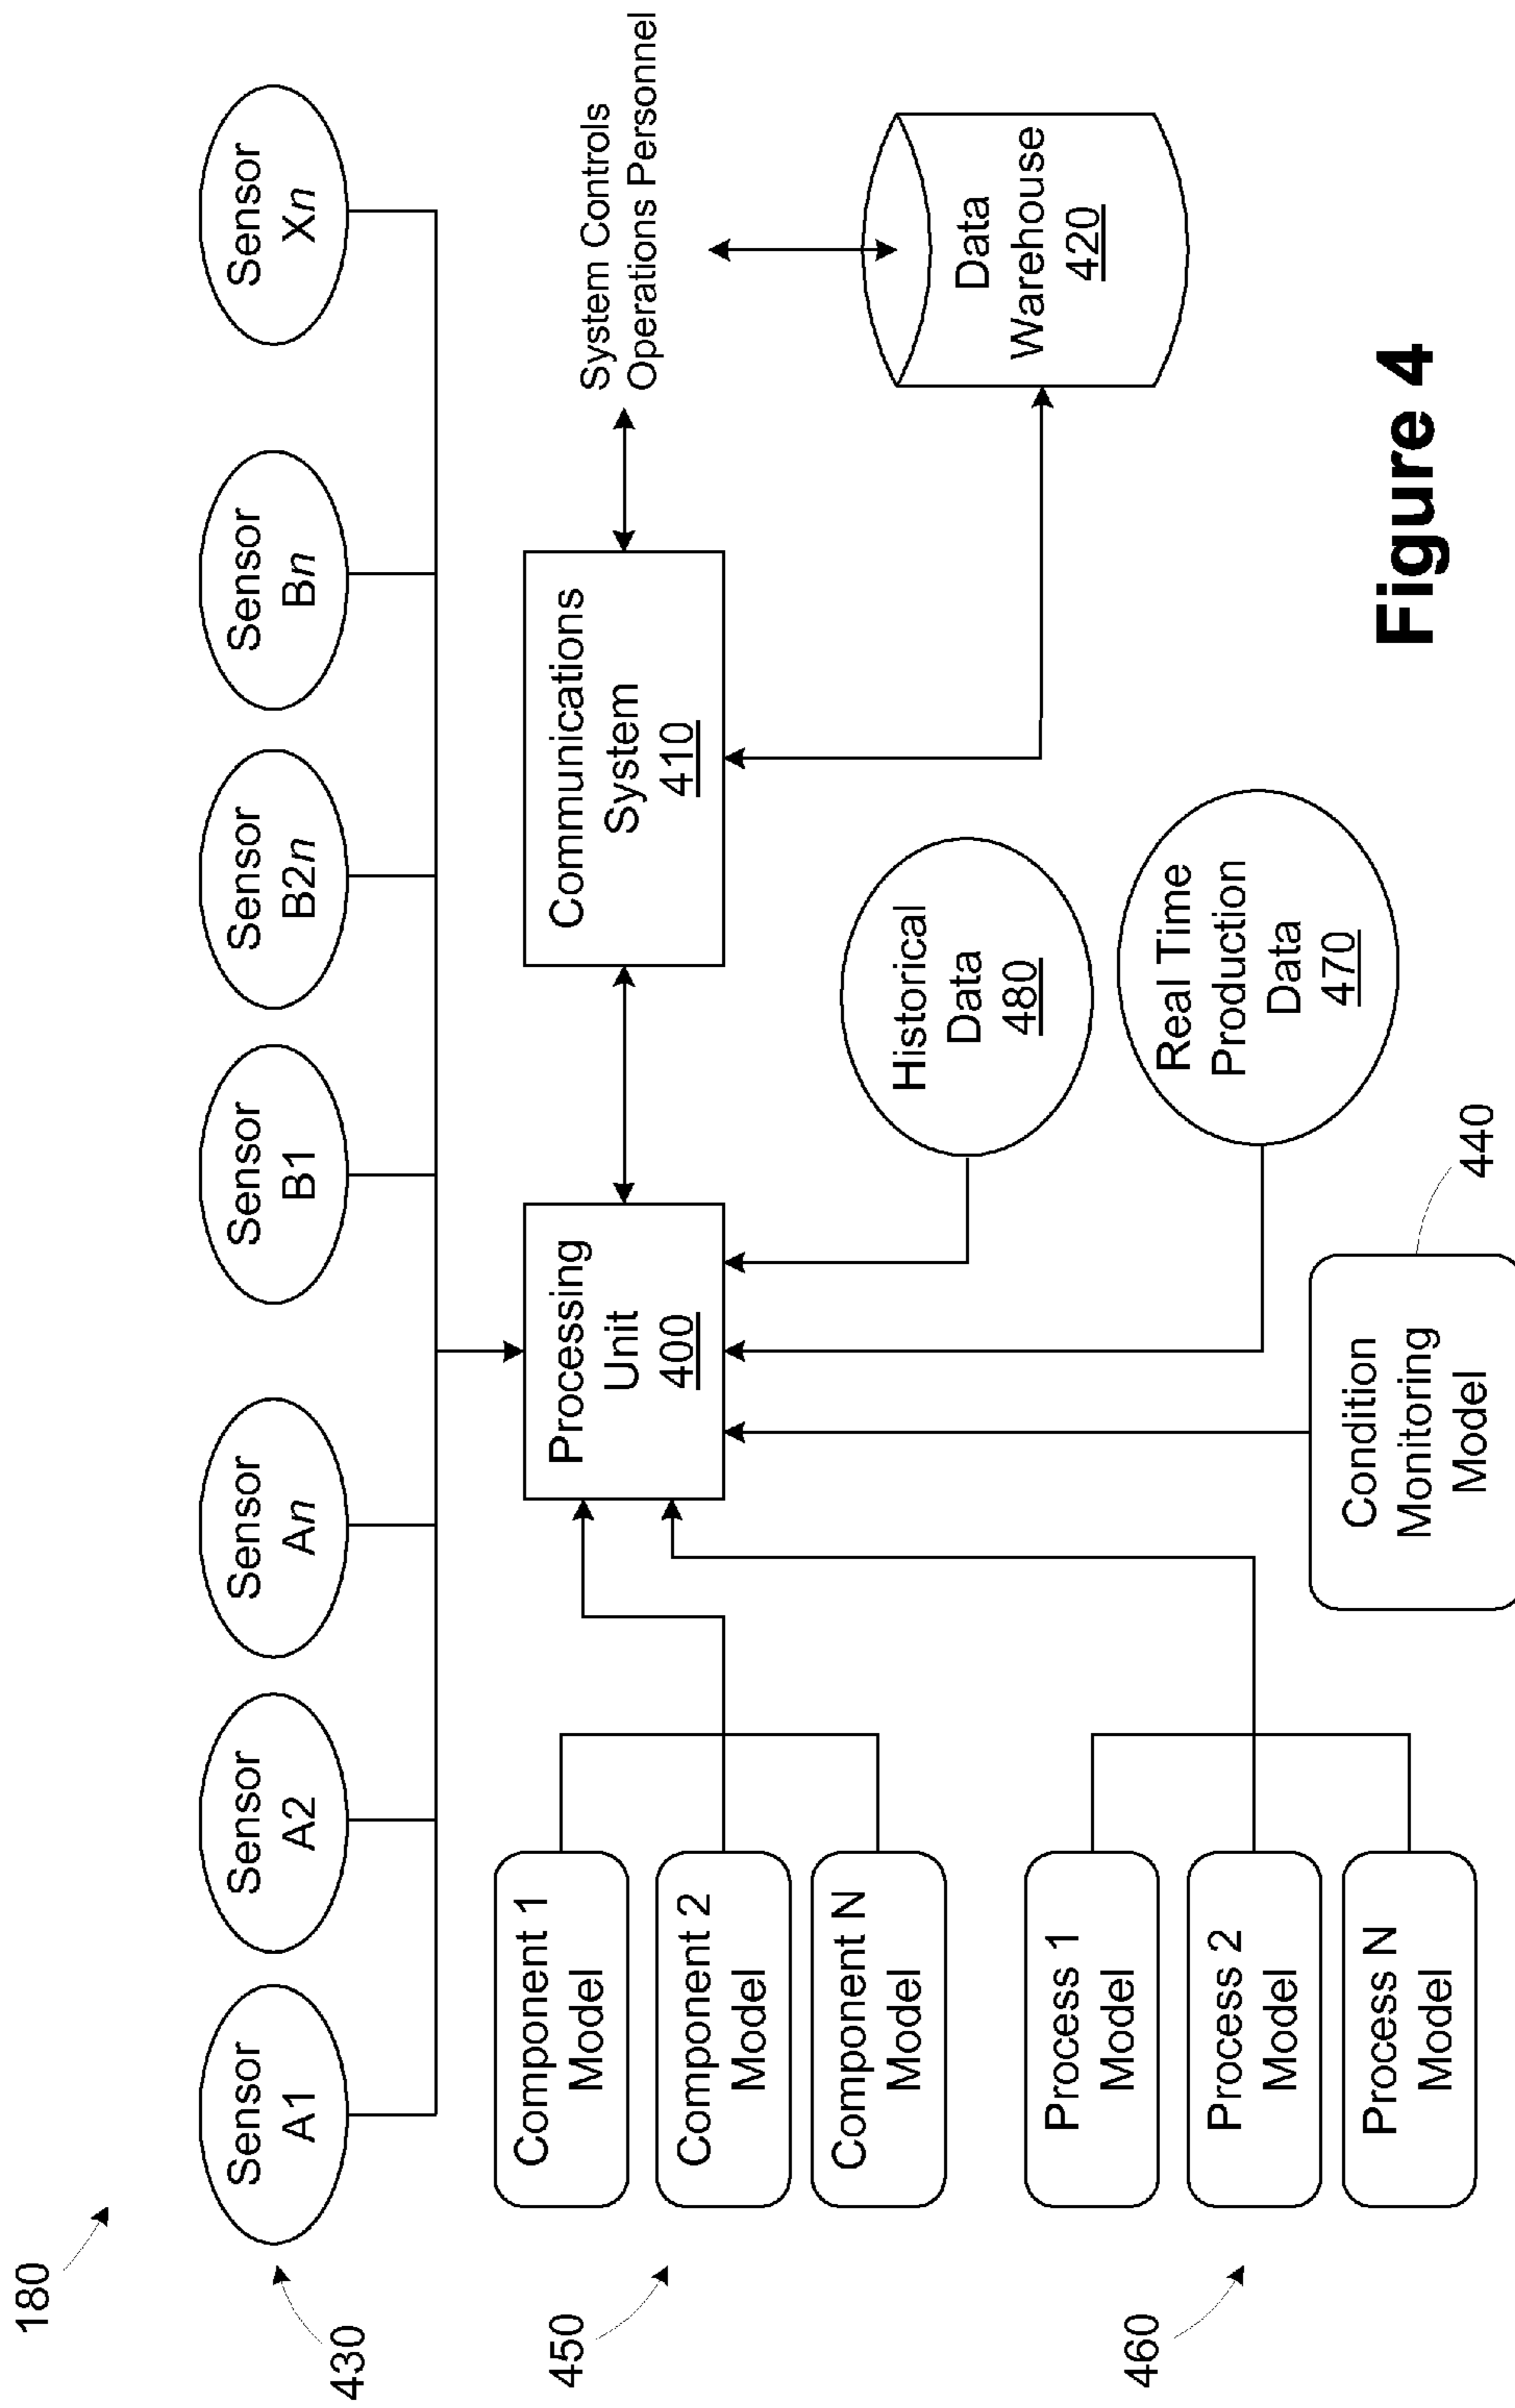 180
430
Sensor
A1
Sensor
A2
Sensor
An
Sensor
B1
Sensor
B2n
Sensor
Bn
Sensor
Xn
450
Component 1
Model
Component 2
Model
Component N
Model
Processing
Unit
400
Communications
System
410
System Controls
Operations Personnel
Historical
Data
480
Data
Warehouse
420
460
Process 1
Model
Process 2
Model
Process N
Model
Real Time
Production
Data
470
Condition
Monitoring
Model
440
Figure 4